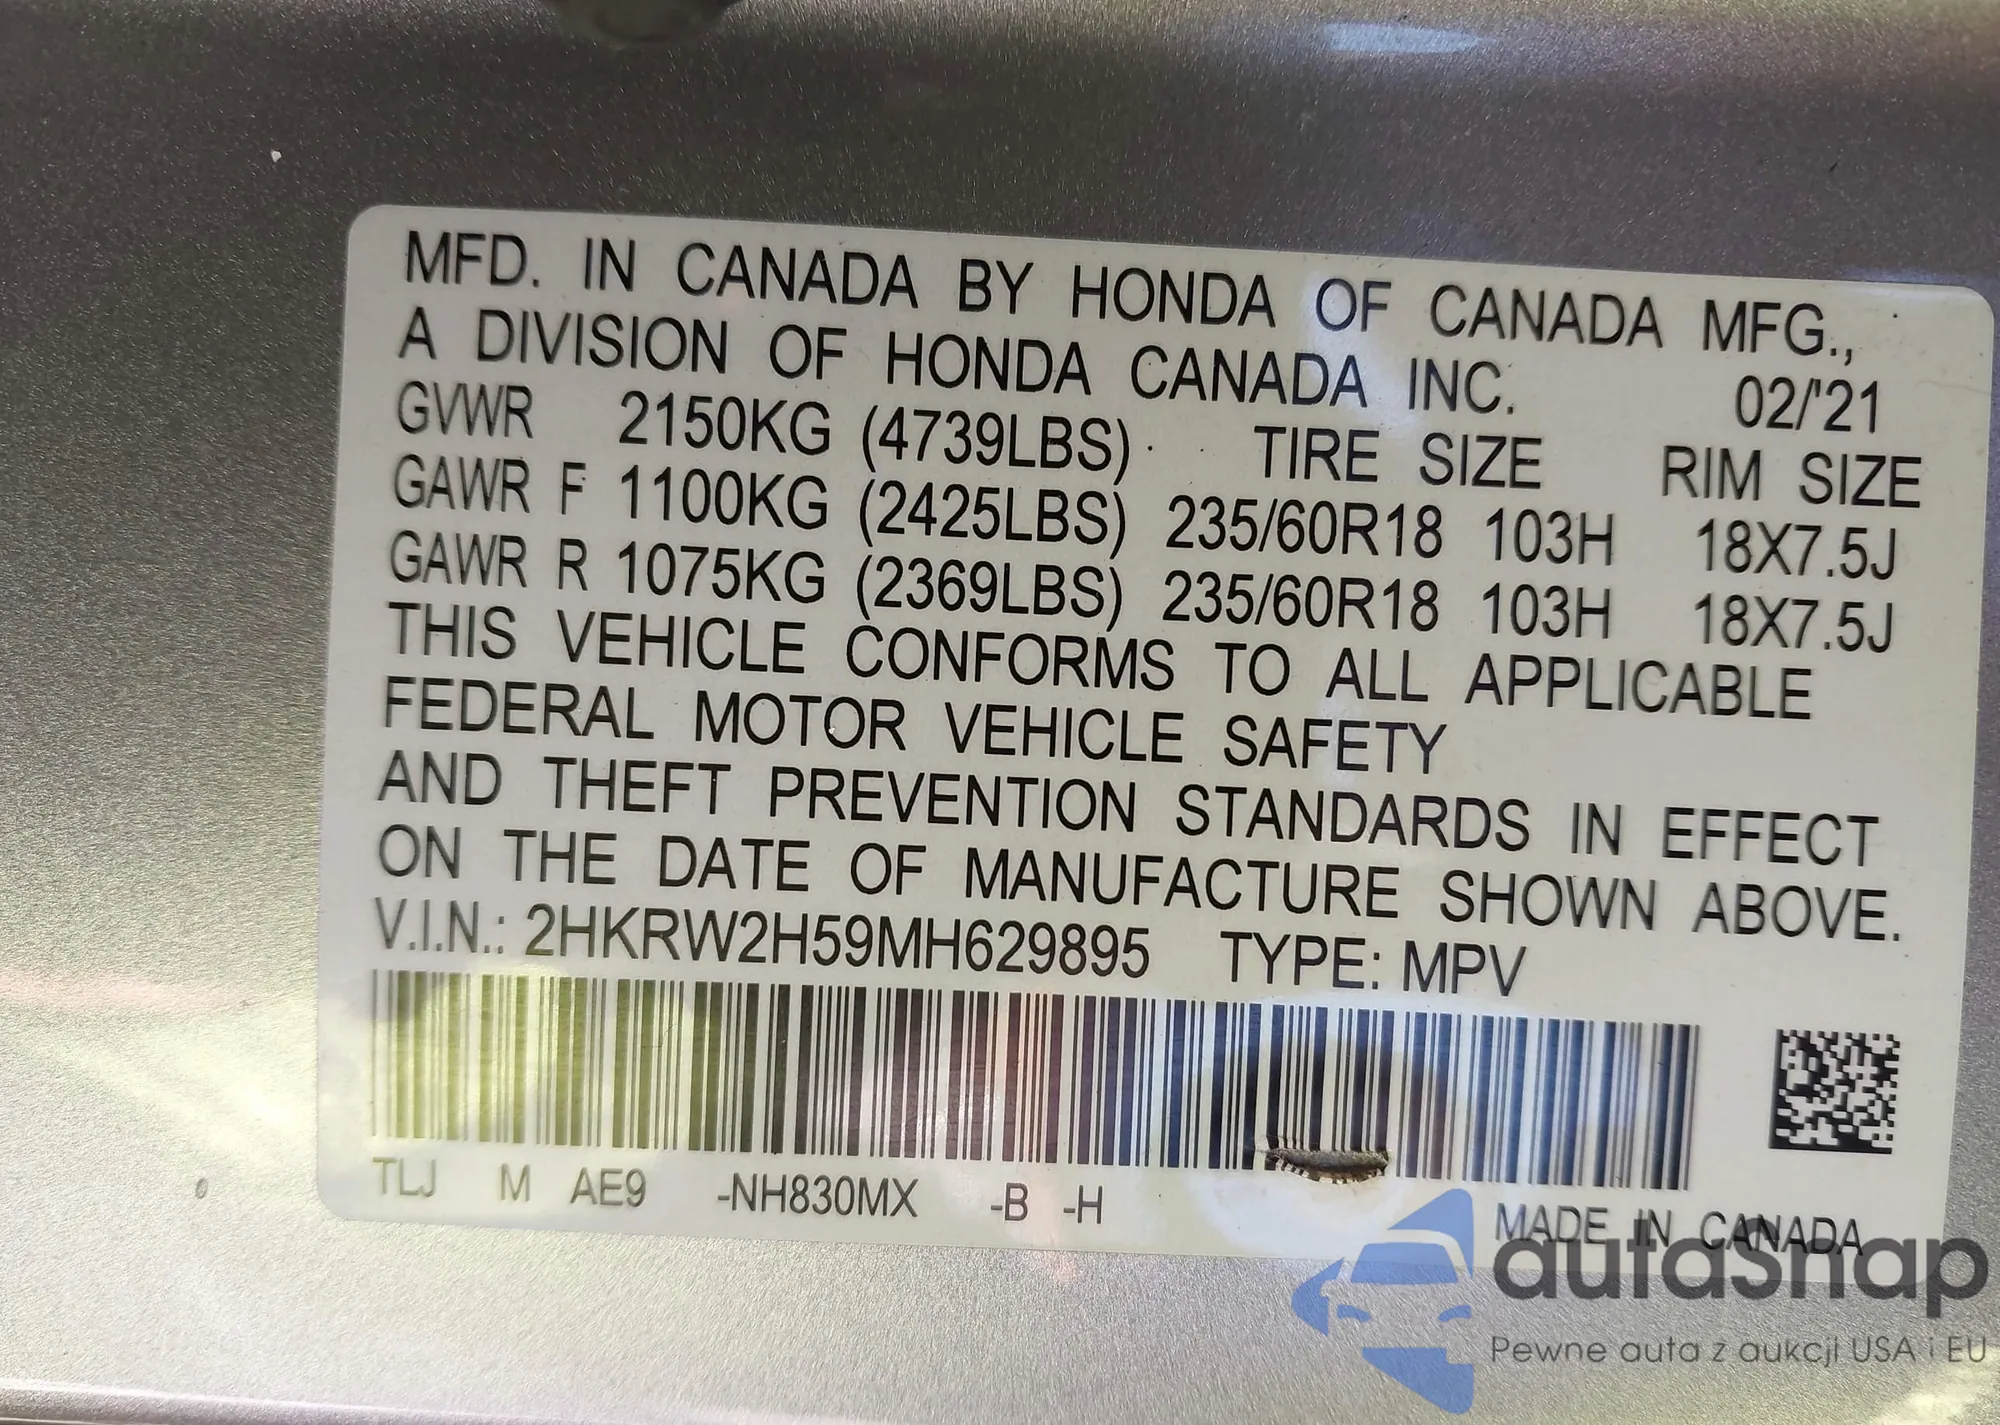 MFD. IN CANADA BY HONDA OF CANADA MFG.,
A DIVISION OF HONDA CANADA INC. 02/'21
GVWR 2150KG (4739LBS) TIRE SIZE RIM SIZE
GAWR F 1100KG (2425LBS) 235/60R18 103H 18X7.5J
GAWR R 1075KG (2369LBS) 235/60R18 103H 18X7.5J
THIS VEHICLE CONFORMS TO ALL APPLICABLE
FEDERAL MOTOR VEHICLE SAFETY
AND THEFT PREVENTION STANDARDS IN EFFECT
ON THE DATE OF MANUFACTURE SHOWN ABOVE.
V.I.N.: 2HKRW2H59MH629895 TYPE: MPV
TLJ M AE9 -NH830MX -B -H
MADE IN CANADA
autaSnap
Pewne auta z aukcji USA i EU